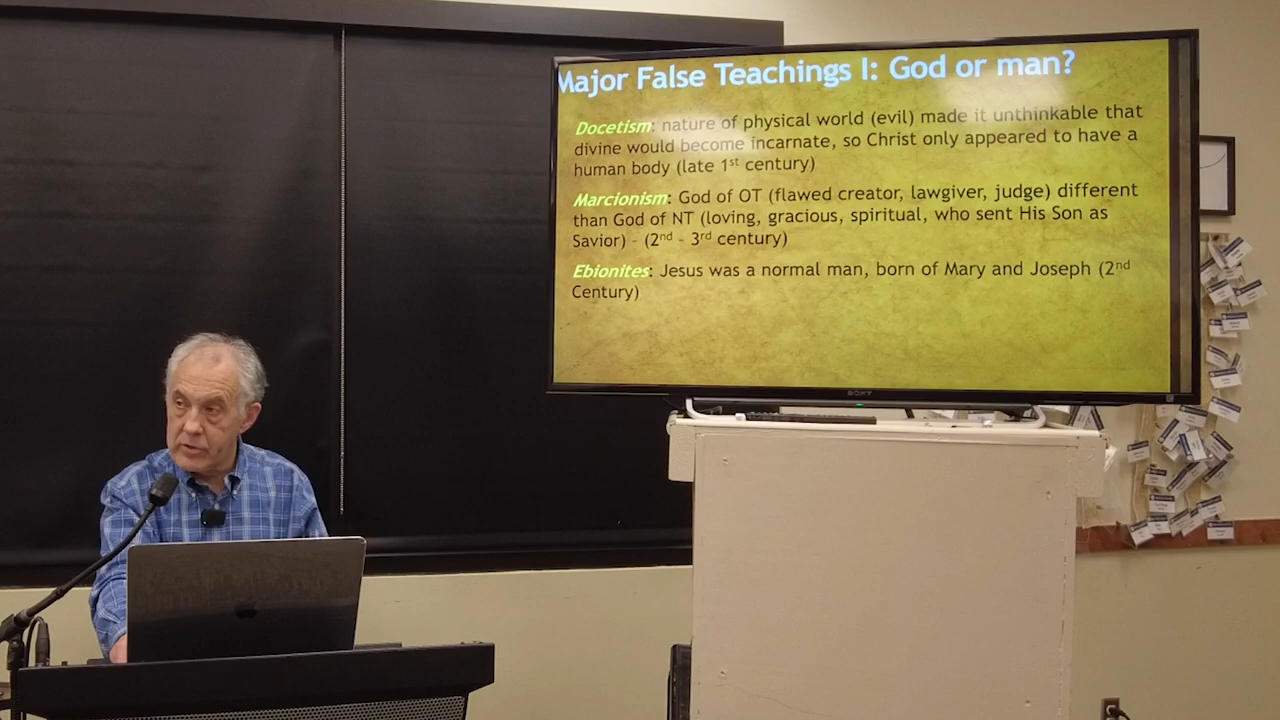 Major False Teachings I: God or man?
Docetism: nature of physical world (evil) made it unthinkable that
divine would become incarnate, so Christ only appeared to have a
human body (late 1st century)
Marcionism: God of OT (flawed creator, lawgiver, judge) different
than God of NT (loving, gracious, spiritual, who sent His Son as
Savior) – (2nd – 3rd century)
Ebionites: Jesus was a normal man, born of Mary and Joseph (2nd
Century)
SONY